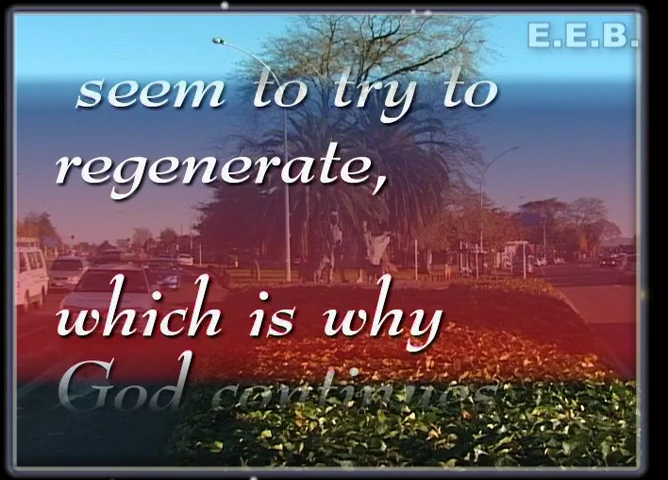 E.E.B.
seem to try to
regenerate,
which is why
God continues